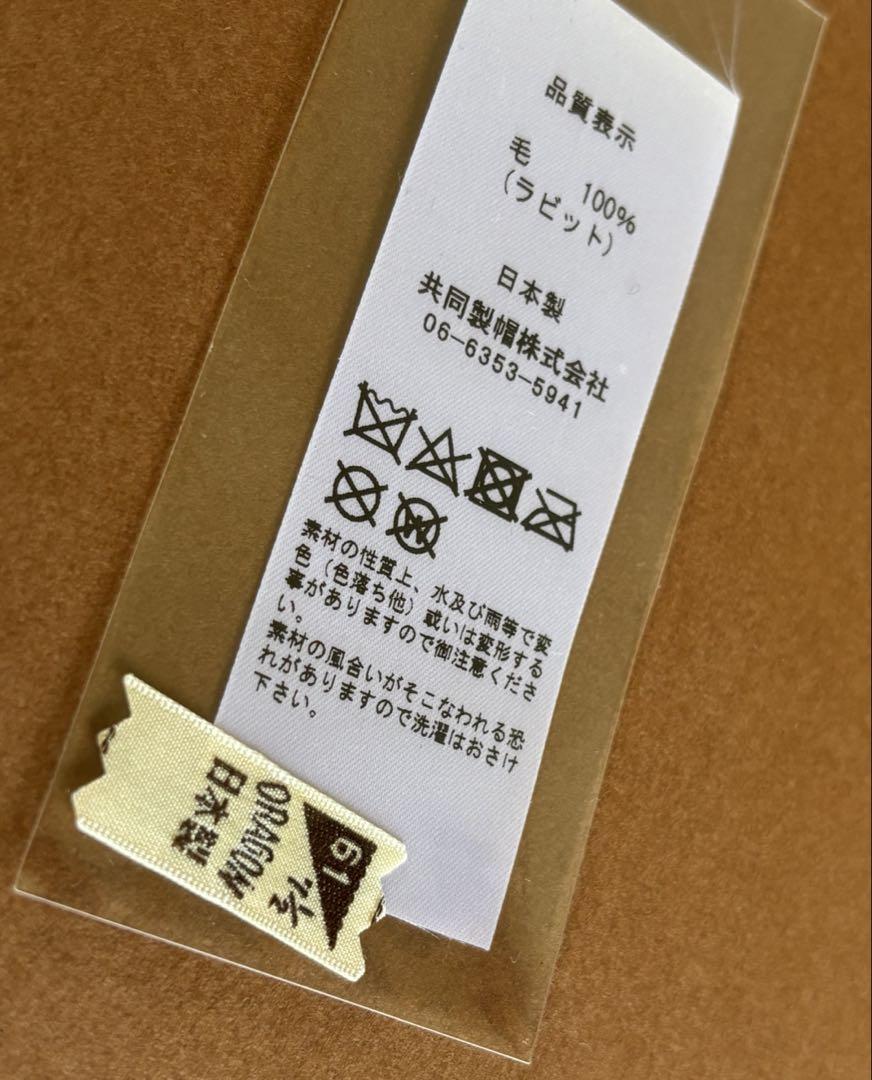 品質表示
毛 100%
(ラビット)
日本製
共同製帽株式会社
06-6353-5941
素材の性質上、水及び雨等で変
色(色落ち他)或いは変形する
事がありますので御注意くださ
い。
素材の風合いがそこなわれる恐
れがありますので洗濯はおさけ
下さい。
61
7½
DRAGON
日本製